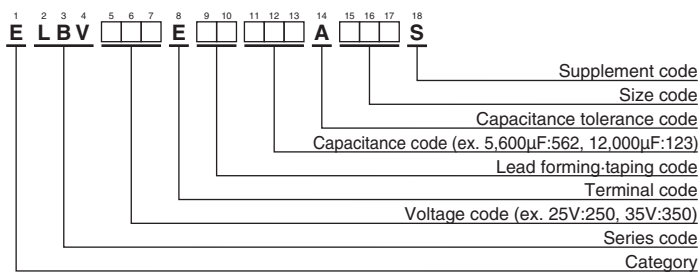 1 2 3 4 5 6 7 8 9 10 11 12 13 14 15 16 17 18
E L B V □□□ E □□ □□□ A □□□ S
Supplement code
Size code
Capacitance tolerance code
Capacitance code (ex. 5,600μF:562, 12,000μF:123)
Lead forming·taping code
Terminal code
Voltage code (ex. 25V:250, 35V:350)
Series code
Category